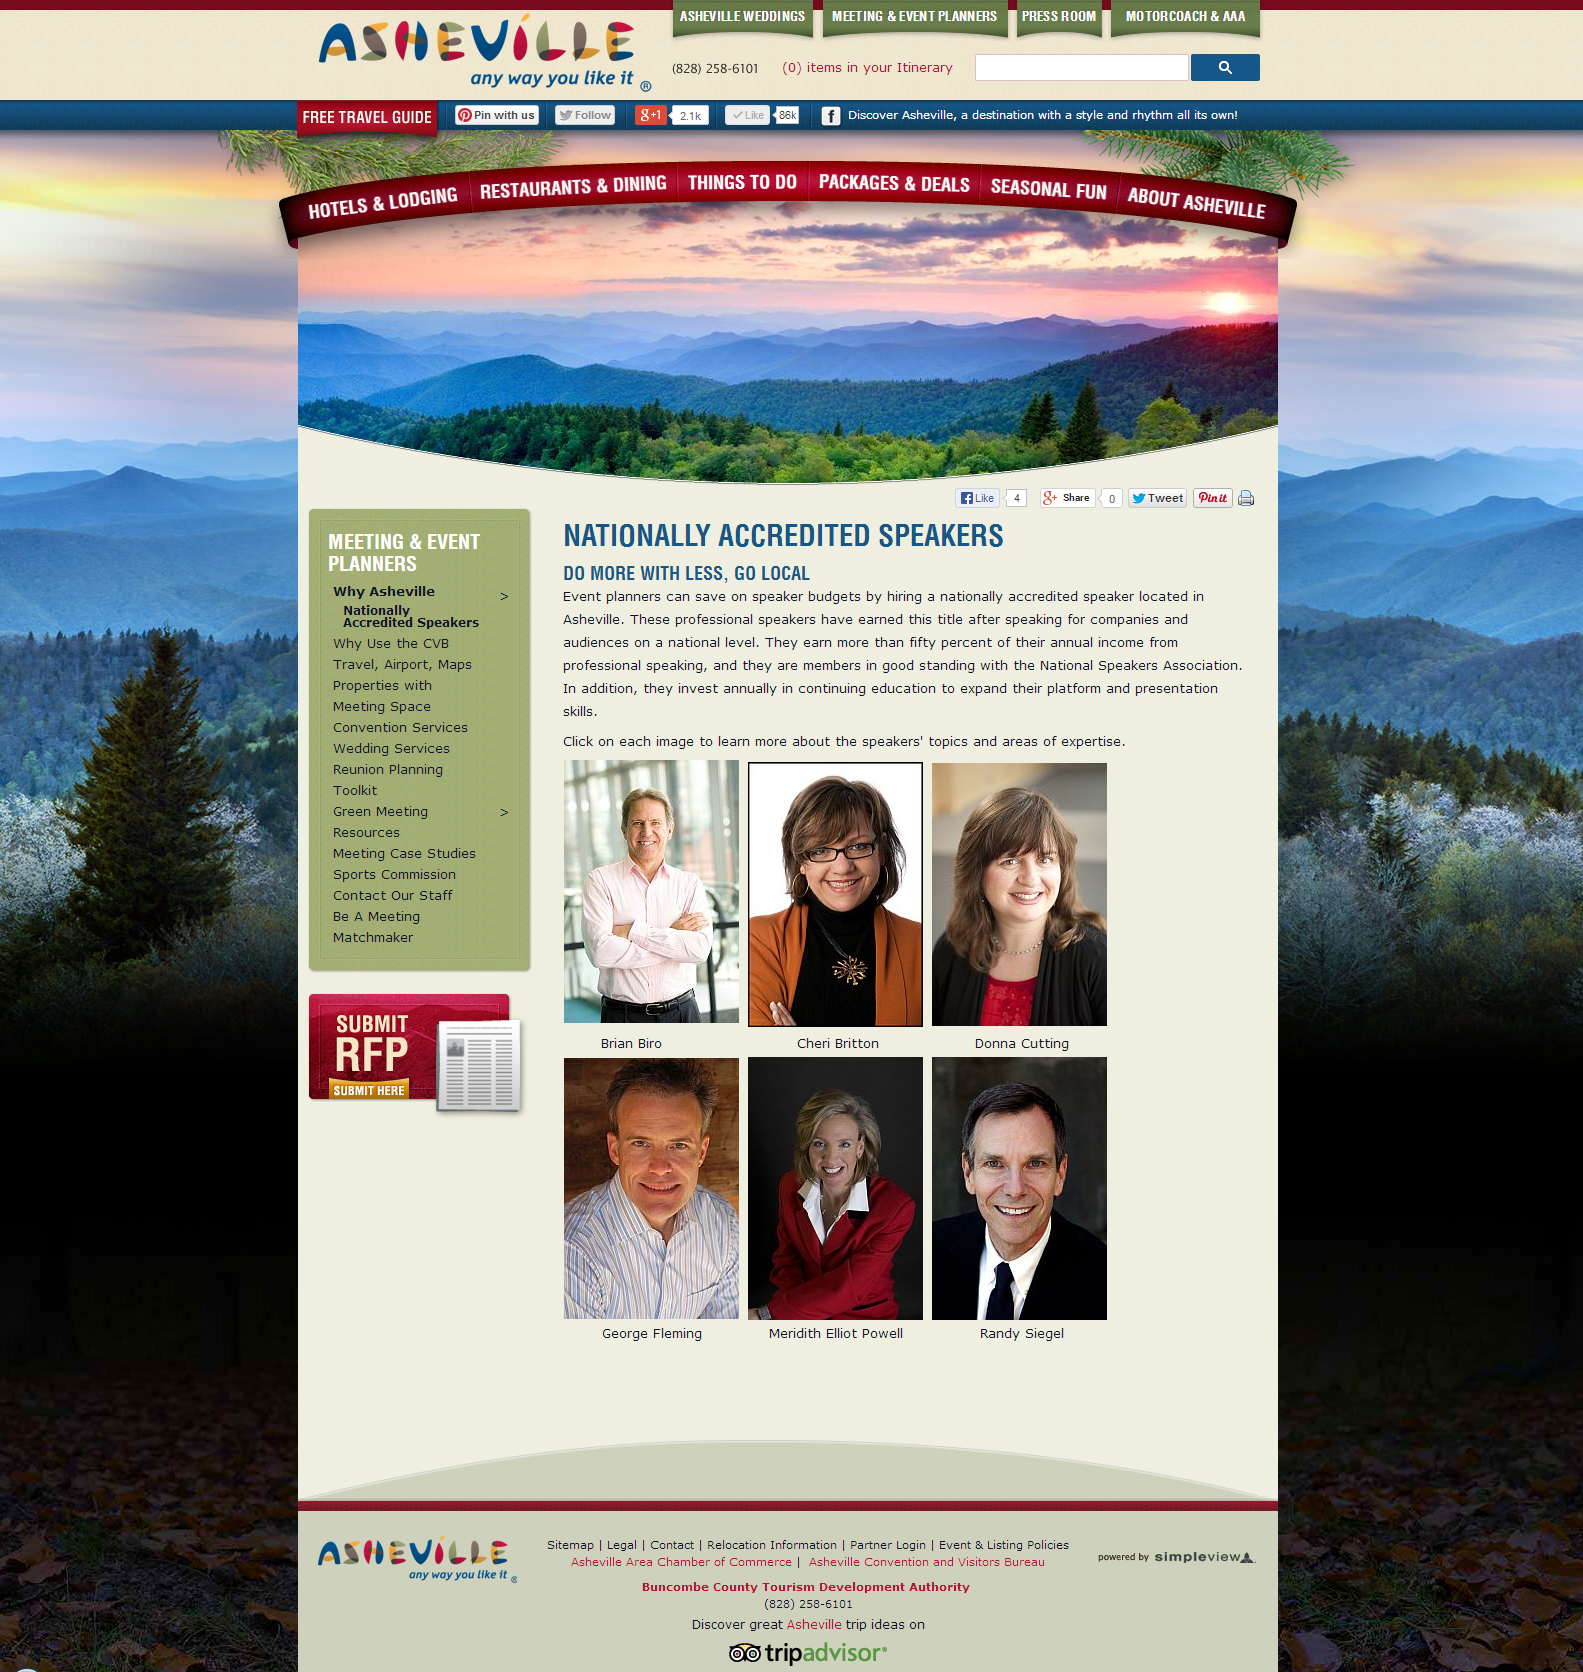 ASHEVILLE WEDDINGS
MEETING & EVENT PLANNERS
PRESS ROOM
MOTORCOACH & AAA
ASHEVILLE
any way you like it ®
(828) 258-6101
(0) items in your Itinerary
FREE TRAVEL GUIDE
Pin with us
Follow
g+1
2.1k
Like
86k
Discover Asheville, a destination with a style and rhythm all its own!
HOTELS & LODGING
RESTAURANTS & DINING
THINGS TO DO
PACKAGES & DEALS
SEASONAL FUN
ABOUT ASHEVILLE
Like
4
Share
0
Tweet
Pin it
MEETING & EVENT
PLANNERS
Why Asheville >
Nationally
Accredited Speakers
Why Use the CVB
Travel, Airport, Maps
Properties with
Meeting Space
Convention Services
Wedding Services
Reunion Planning
Toolkit
Green Meeting >
Resources
Meeting Case Studies
Sports Commission
Contact Our Staff
Be A Meeting
Matchmaker
SUBMIT
RFP
SUBMIT HERE
NATIONALLY ACCREDITED SPEAKERS
DO MORE WITH LESS, GO LOCAL
Event planners can save on speaker budgets by hiring a nationally accredited speaker located in
Asheville. These professional speakers have earned this title after speaking for companies and
audiences on a national level. They earn more than fifty percent of their annual income from
professional speaking, and they are members in good standing with the National Speakers Association.
In addition, they invest annually in continuing education to expand their platform and presentation
skills.
Click on each image to learn more about the speakers' topics and areas of expertise.
Brian Biro
Cheri Britton
Donna Cutting
George Fleming
Meridith Elliot Powell
Randy Siegel
ASHEVILLE
any way you like it ®
Sitemap | Legal | Contact | Relocation Information | Partner Login | Event & Listing Policies
Asheville Area Chamber of Commerce | Asheville Convention and Visitors Bureau
powered by simpleview
Buncombe County Tourism Development Authority
(828) 258-6101
Discover great Asheville trip ideas on
tripadvisor®